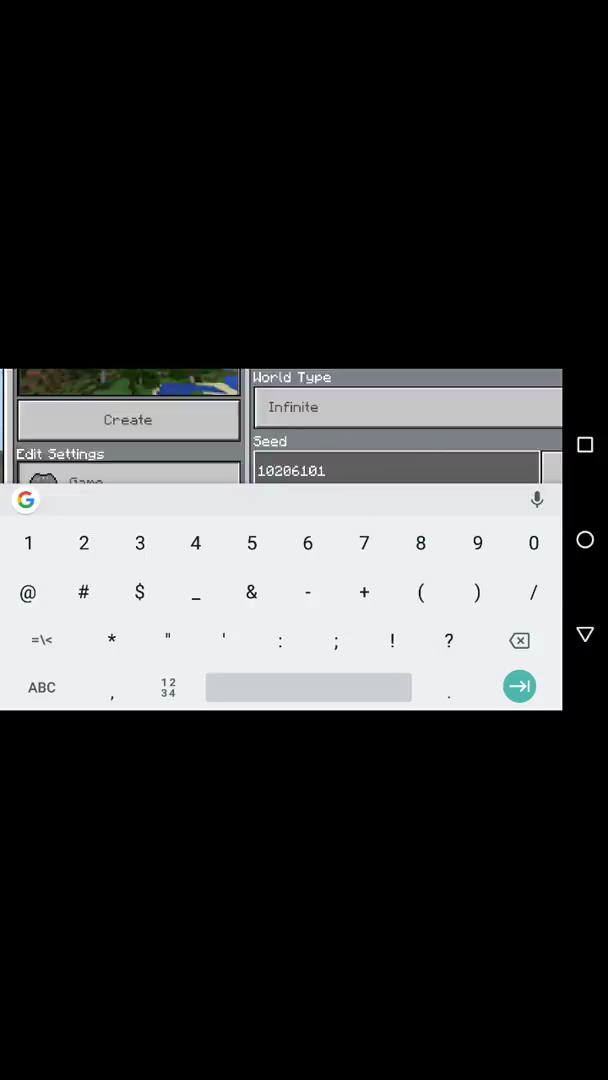 World Type
Create
Infinite
Seed
Edit Settings
10206101
Game
G
1 2 3 4 5 6 7 8 9 0
@ # $ _ & - + ( ) /
=\< * " ' : ; ! ?
ABC , 12 34 .